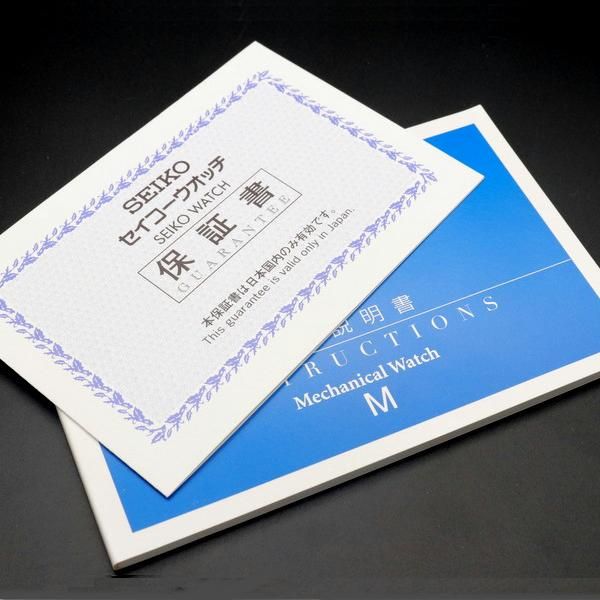 SEIKO
セイコーウオッチ
SEIKO WATCH
保証書
GUARANTEE
本保証書は日本国内のみ有効です。
This guarantee is valid only in Japan.
説明書
RUCTIONS
Mechanical Watch
M